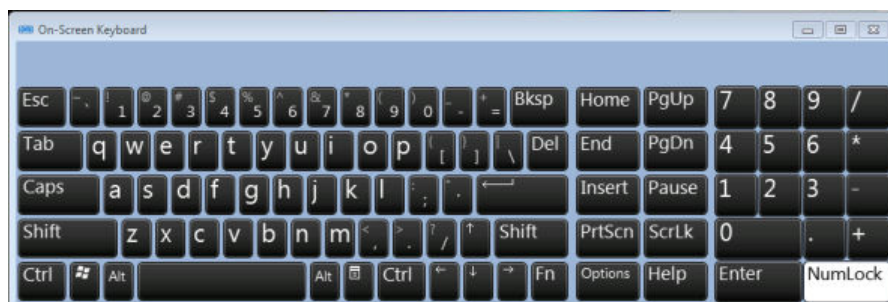 On-Screen Keyboard
Esc ~ ` ! 1 @ 2 # 3 $ 4 % 5 ^ 6 & 7 * 8 ( 9 ) 0 _ - + = Bksp Home PgUp 7 8 9 /
Tab q w e r t y u i o p { [ } ] | \ Del End PgDn 4 5 6 *
Caps a s d f g h j k l : ; " ' Insert Pause 1 2 3 -
Shift z x c v b n m < , > . ? / ↑ Shift PrtScn ScrLk 0 . +
Ctrl Alt Alt Ctrl ← ↓ → Fn Options Help Enter NumLock